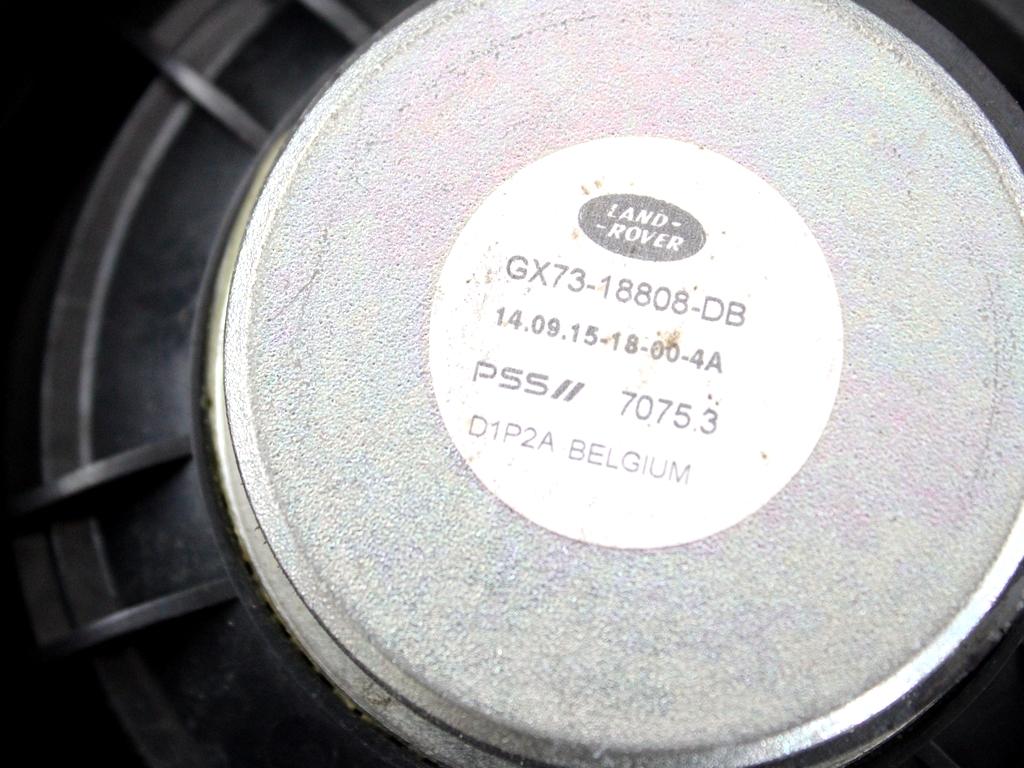 LAND-
-ROVER
GX73-18808-DB
14.09.15-18-00-4A
PSS// 7075.3
D1P2A BELGIUM